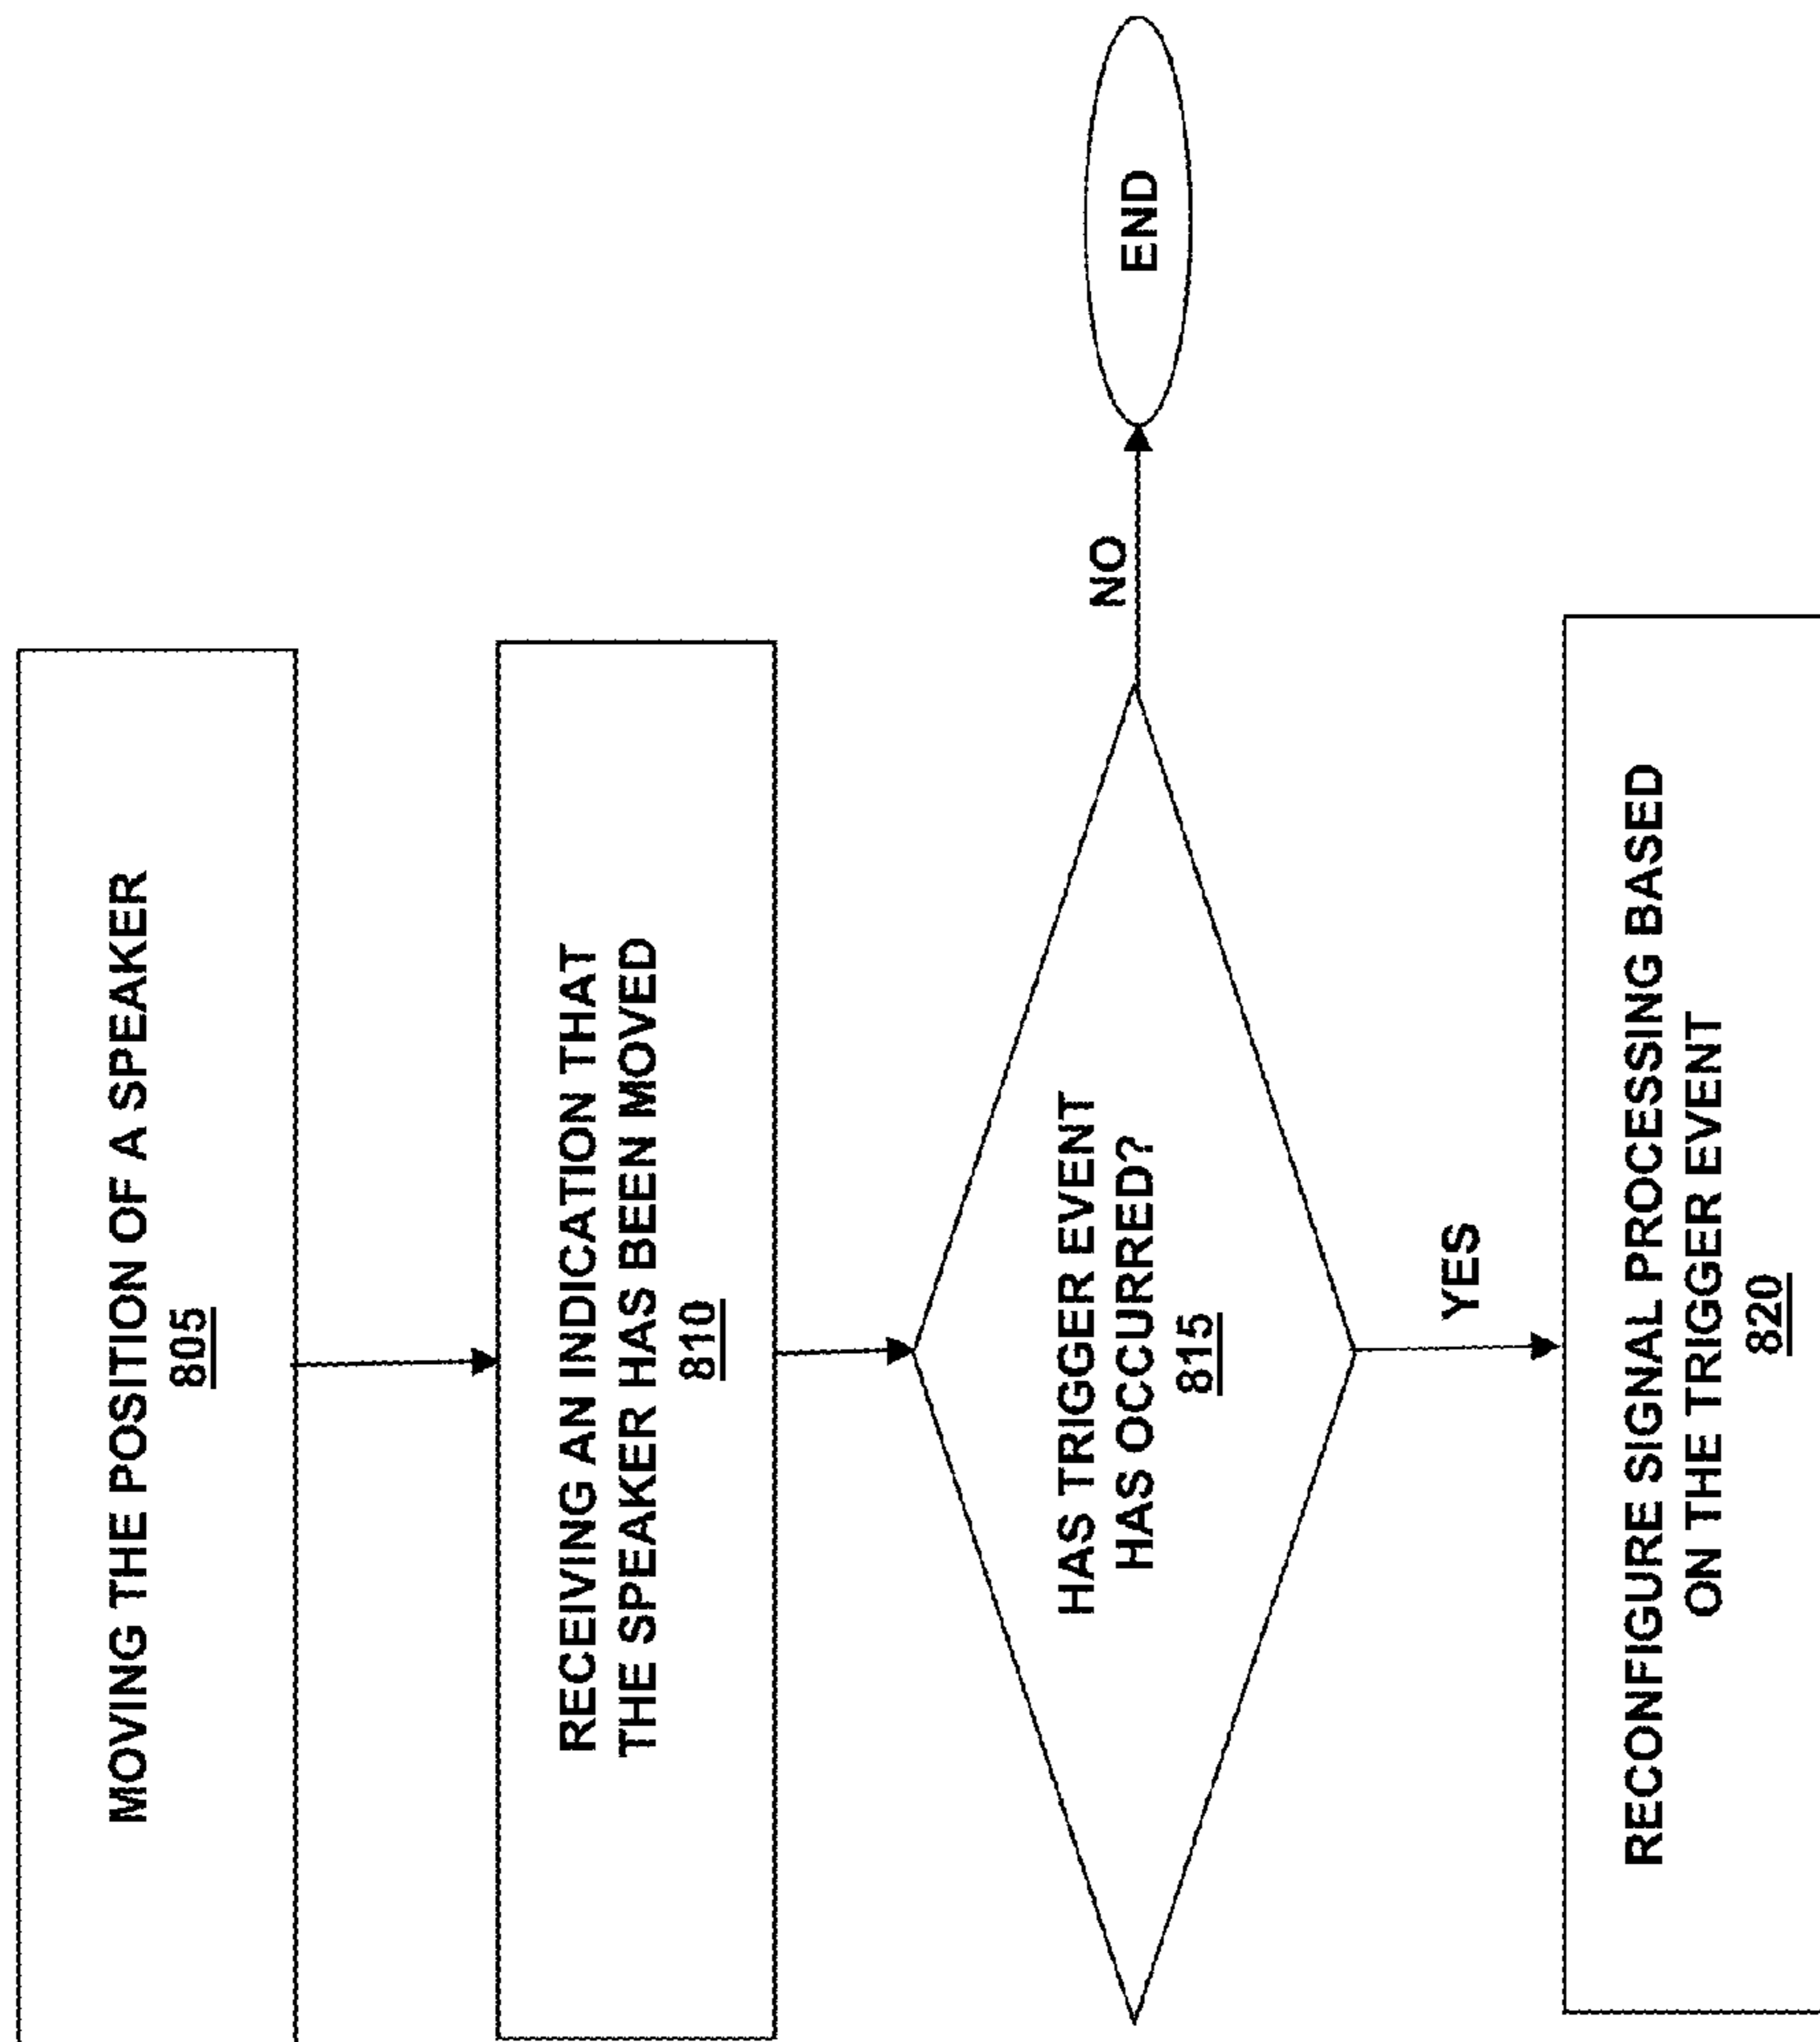 MOVING THE POSITION OF A SPEAKER
805
RECEIVING AN INDICATION THAT
THE SPEAKER HAS BEEN MOVED
810
HAS TRIGGER EVENT
HAS OCCURRED?
815
NO
END
YES
RECONFIGURE SIGNAL PROCESSING BASED
ON THE TRIGGER EVENT
820